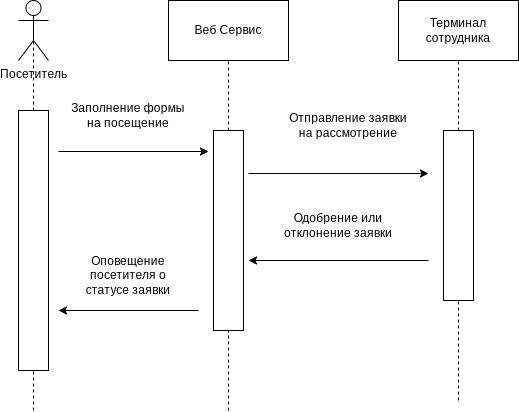 Посетитель
Веб Сервис
Терминал
сотрудника
Заполнение формы
на посещение
Отправление заявки
на рассмотрение
Одобрение или
отклонение заявки
Оповещение
посетителя о
статусе заявки